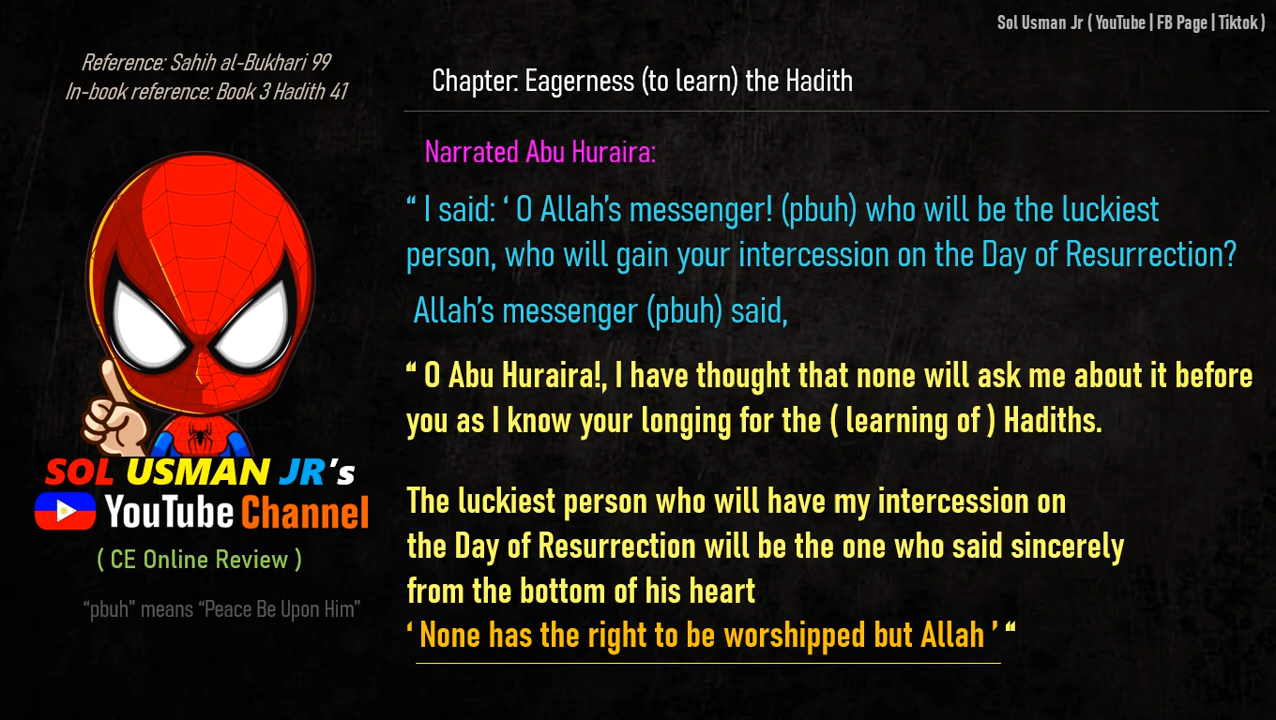 Sol Usman Jr ( YouTube | FB Page | Tiktok )
Reference: Sahih al-Bukhari 99
In-book reference: Book 3 Hadith 41
Chapter: Eagerness (to learn) the Hadith
Narrated Abu Huraira:
“ I said: ‘ O Allah’s messenger! (pbuh) who will be the luckiest
person, who will gain your intercession on the Day of Resurrection?
Allah’s messenger (pbuh) said,
“ O Abu Huraira!, I have thought that none will ask me about it before
you as I know your longing for the ( learning of ) Hadiths.
The luckiest person who will have my intercession on
the Day of Resurrection will be the one who said sincerely
from the bottom of his heart
‘ None has the right to be worshipped but Allah ’ “
SOL USMAN JR’s
YouTube Channel
( CE Online Review )
“pbuh” means “Peace Be Upon Him”